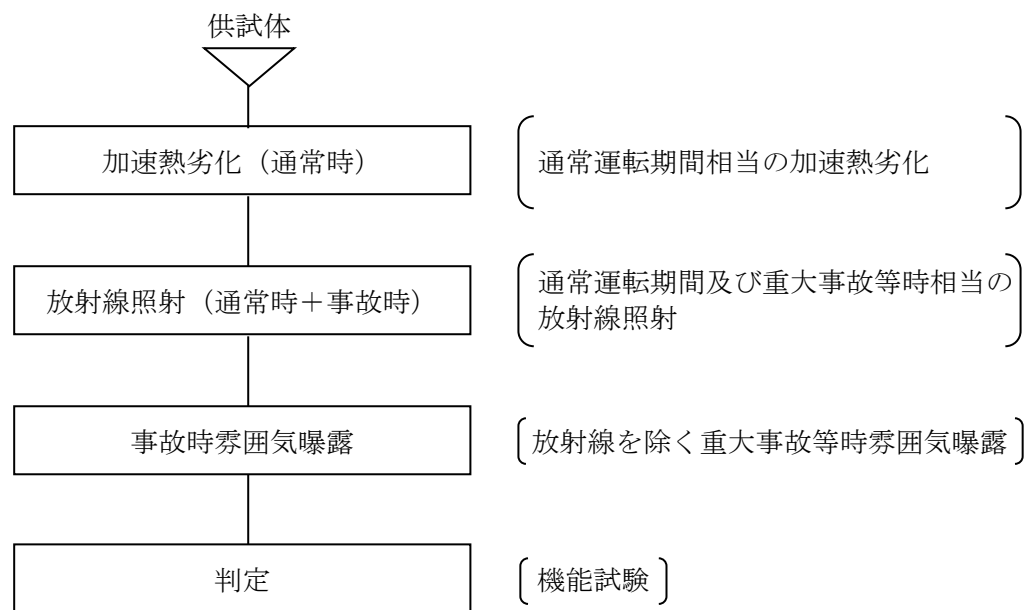 供試体
加速熱劣化（通常時）
通常運転期間相当の加速熱劣化
放射線照射（通常時＋事故時）
通常運転期間及び重大事故等時相当の
放射線照射
事故時雰囲気曝露
放射線を除く重大事故等時雰囲気曝露
判定
機能試験